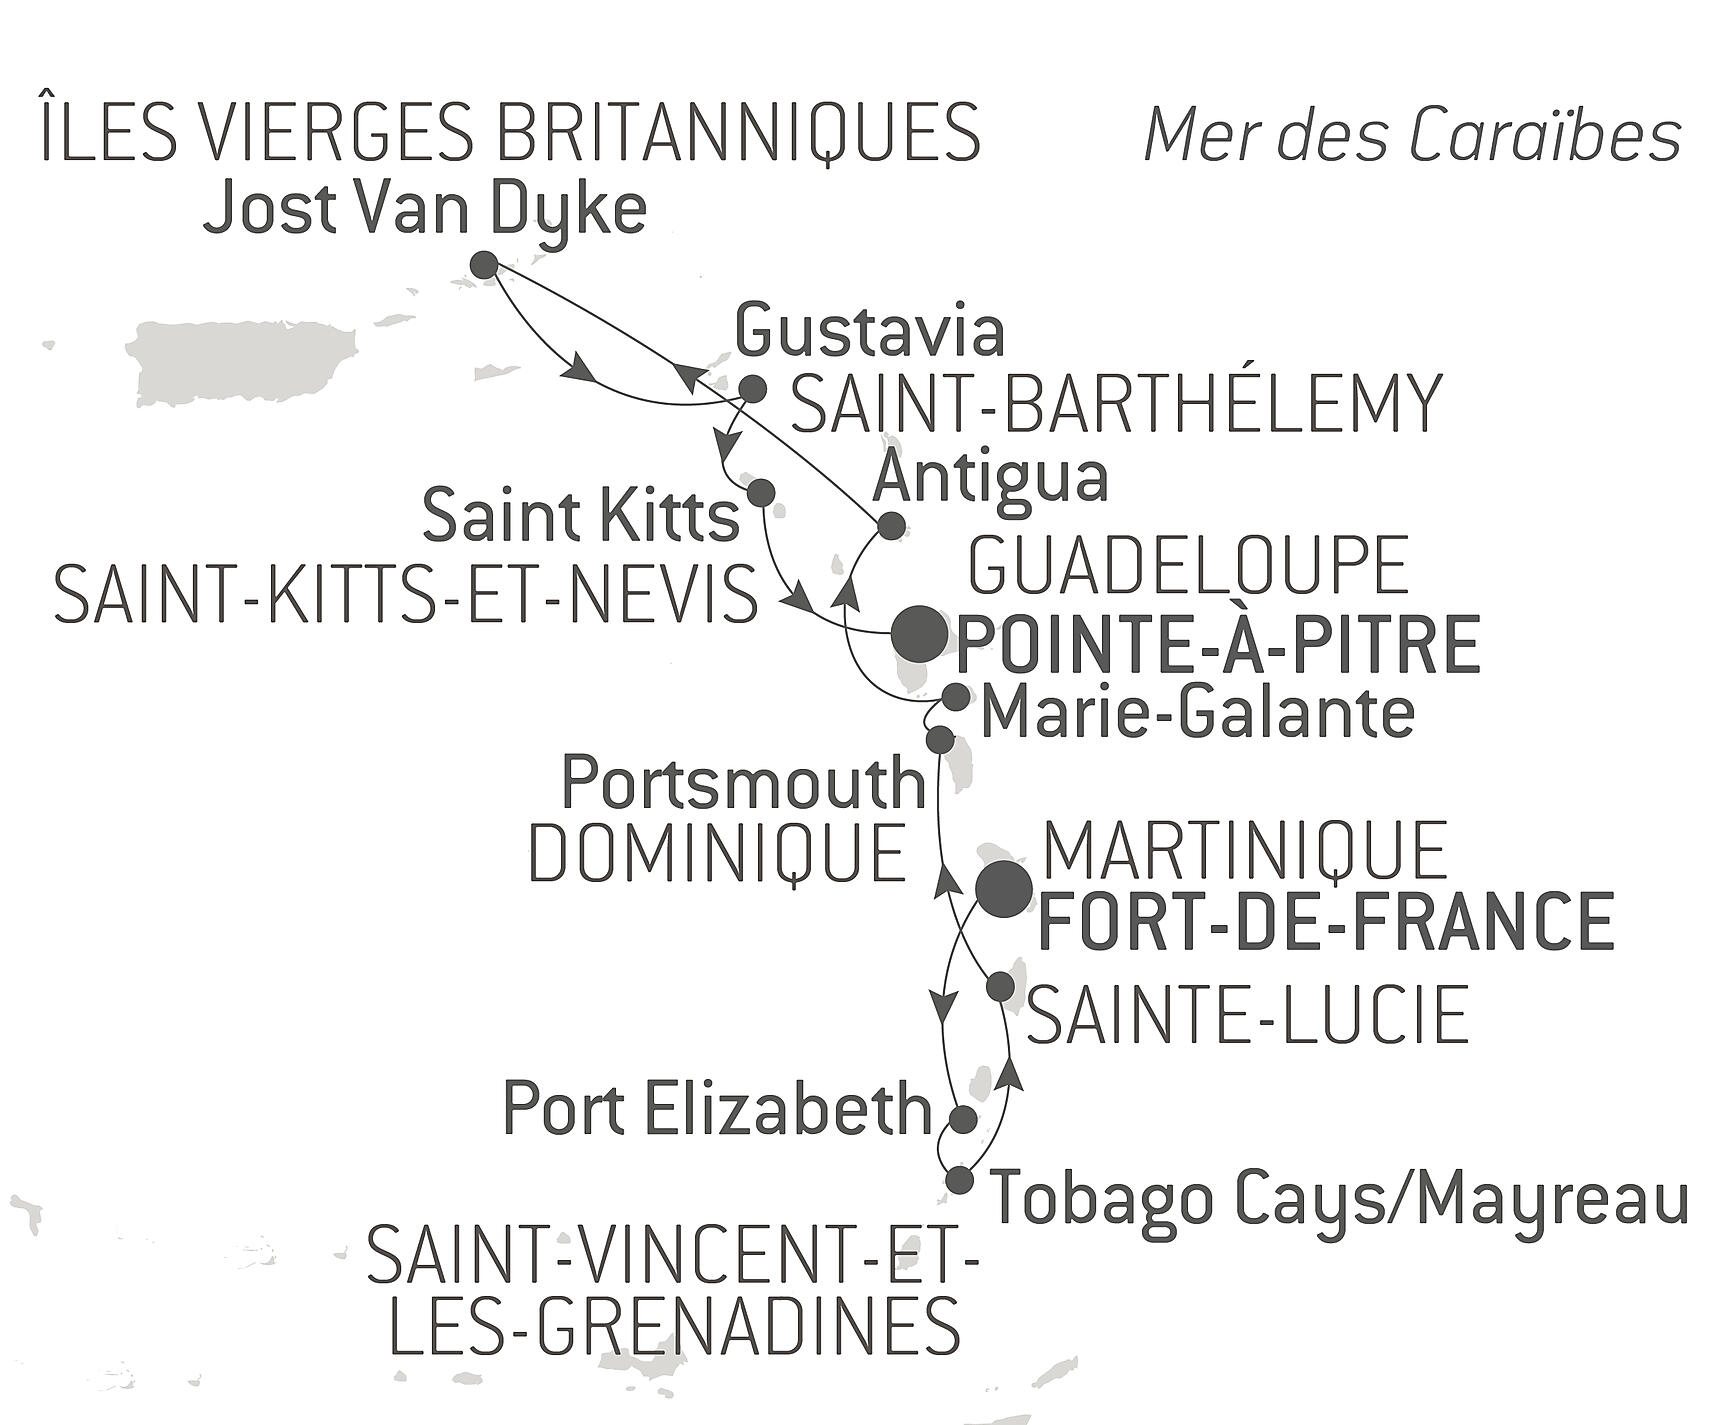 ÎLES VIERGES BRITANNIQUES
Mer des Caraïbes
Jost Van Dyke
Gustavia
SAINT-BARTHÉLEMY
Antigua
Saint Kitts
SAINT-KITTS-ET-NEVIS
GUADELOUPE
POINTE-À-PITRE
Marie-Galante
Portsmouth
DOMINIQUE
MARTINIQUE
FORT-DE-FRANCE
SAINTE-LUCIE
Port Elizabeth
Tobago Cays/Mayreau
SAINT-VINCENT-ET-
LES-GRENADINES